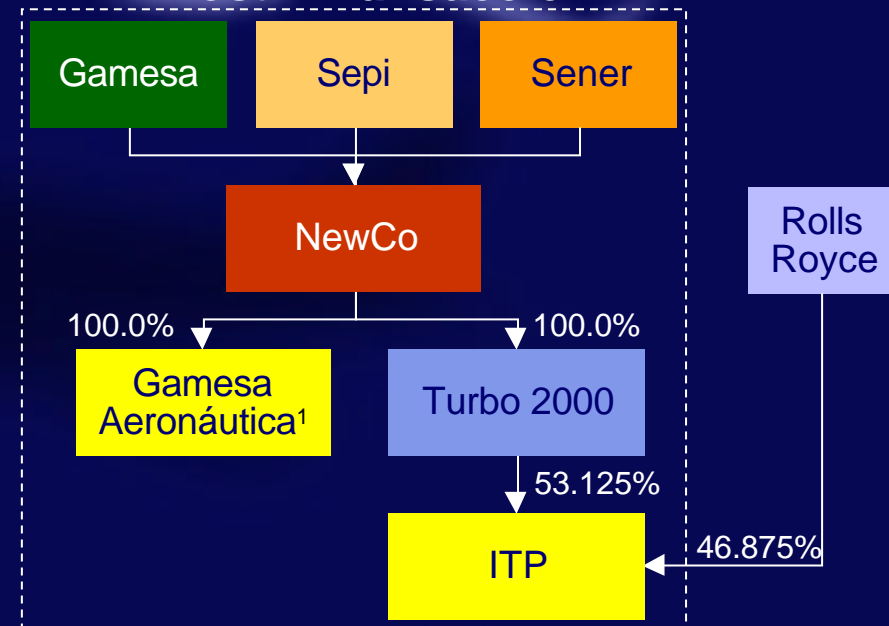 Gamesa
Sepi
Sener
NewCo
Rolls
Royce
100.0%
100.0%
Gamesa
Aeronáutica¹
Turbo 2000
53.125%
ITP
46.875%